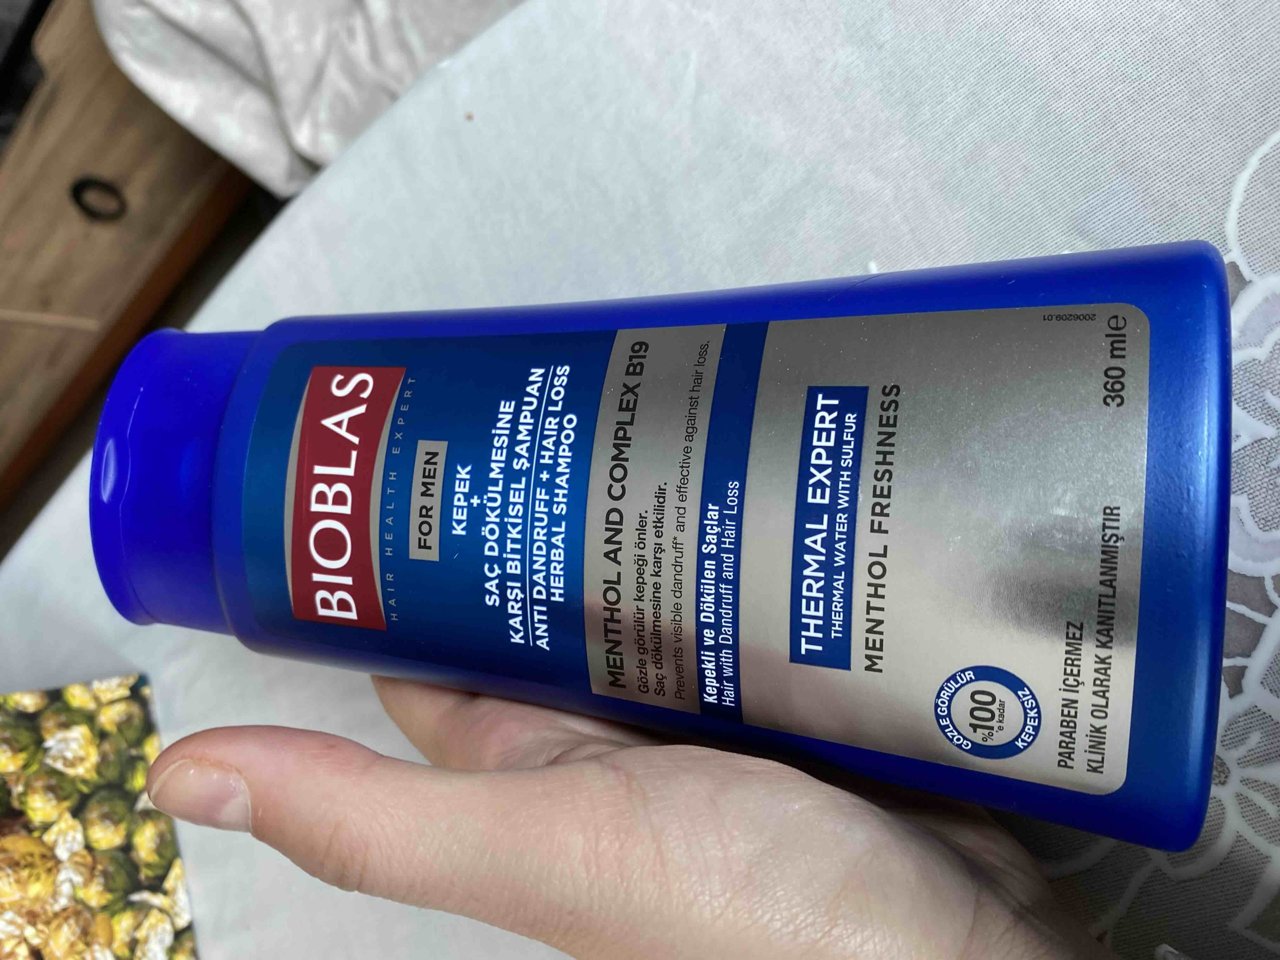 BIOBLAS
HAIR HEALTH EXPERT
FOR MEN
KEPEK
+
SAÇ DÖKÜLMESİNE
KARŞI BİTKİSEL ŞAMPUAN
ANTI DANDRUFF + HAIR LOSS
HERBAL SHAMPOO
MENTHOL AND COMPLEX B19
Gözle görülür kepeği önler.
Saç dökülmesine karşı etkilidir.
Prevents visible dandruff* and effective against hair loss.
Kepekli ve Dökülen Saçlar
Hair with Dandruff and Hair Loss
THERMAL EXPERT
THERMAL WATER WITH SULFUR
MENTHOL FRESHNESS
GÖZLE GÖRÜLÜR
%100
'e kadar
KEPEKSİZ
PARABEN İÇERMEZ
KLİNİK OLARAK KANITLANMIŞTIR
360 ml e
2006209.01